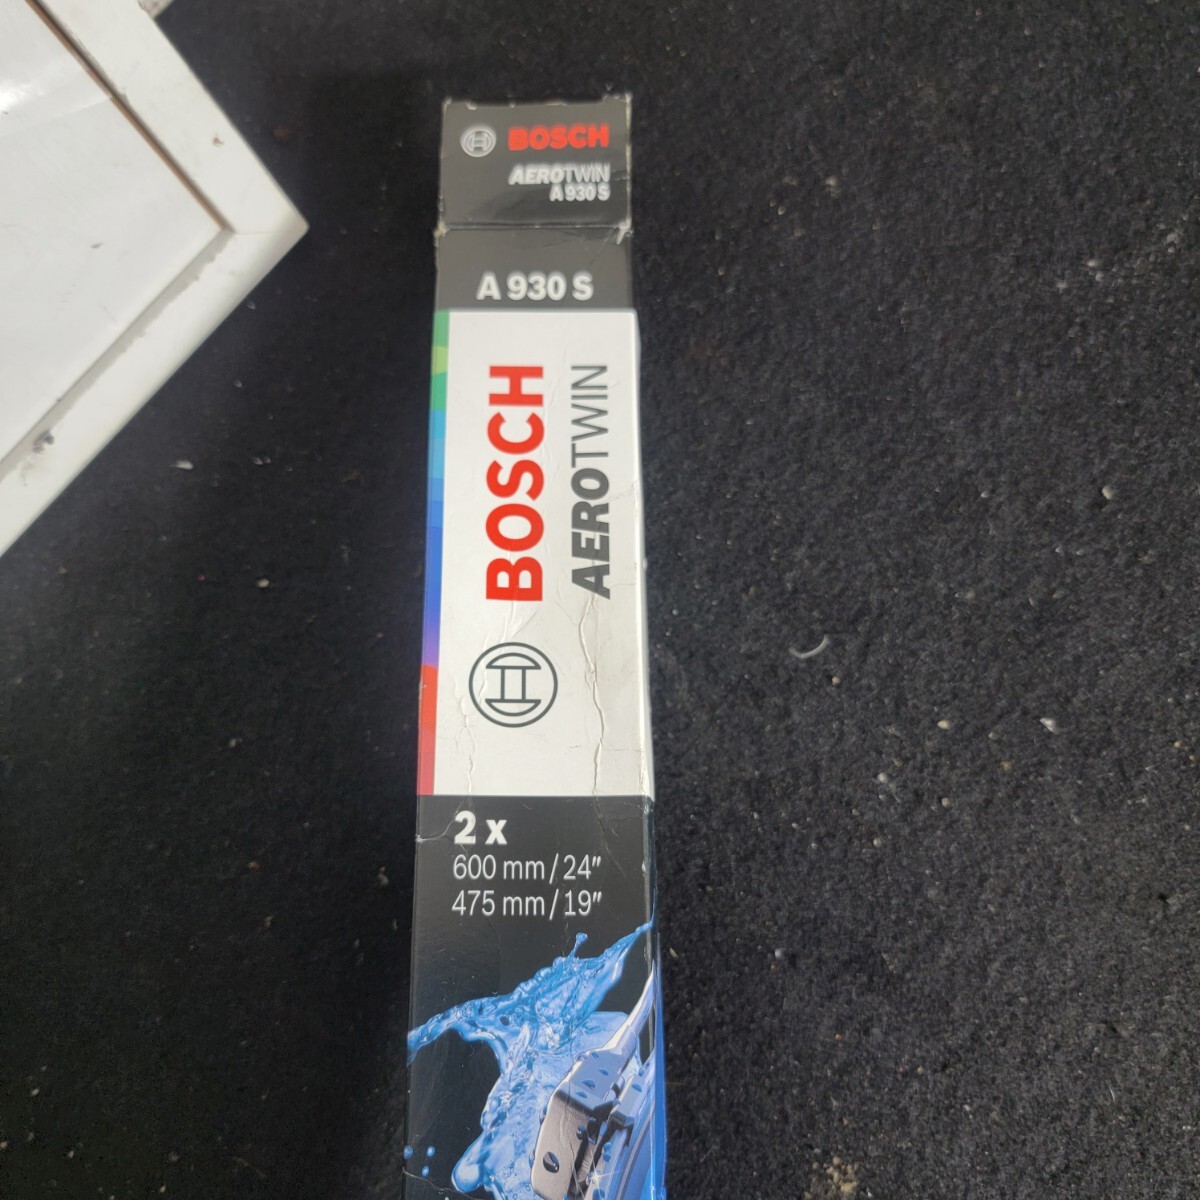 BOSCH
AEROTWIN
A 930 S
A 930 S
BOSCH
AEROTWIN
2 x
600 mm / 24"
475 mm / 19"